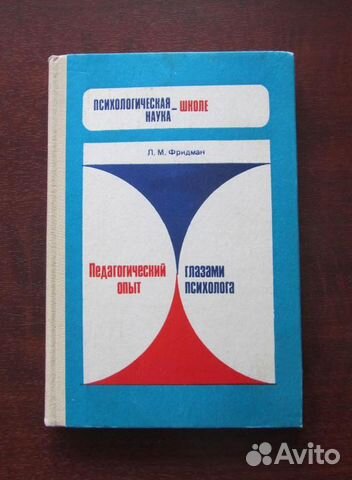 ПСИХОЛОГИЧЕСКАЯ
НАУКА – ШКОЛЕ
Л. М. Фридман
Педагогический опыт
глазами психолога
Avito